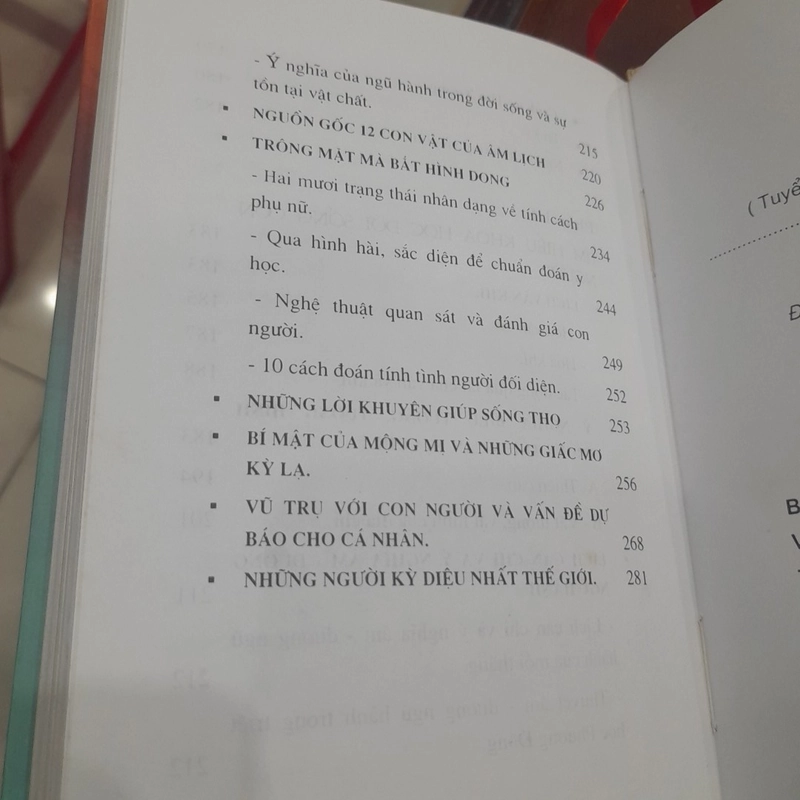 - Ý nghĩa của ngũ hành trong đời sống và sự
tồn tại vật chất. 215
▪ NGUỒN GỐC 12 CON VẬT CỦA ÂM LỊCH 220
▪ TRÔNG MẶT MÀ BẮT HÌNH DONG 226
- Hai mươi trạng thái nhân dạng về tính cách
phụ nữ. 234
- Qua hình hài, sắc diện để chuẩn đoán y
học. 244
- Nghệ thuật quan sát và đánh giá con
người. 249
- 10 cách đoán tính tình người đối diện. 252
▪ NHỮNG LỜI KHUYÊN GIÚP SỐNG THỌ 253
▪ BÍ MẬT CỦA MỘNG MI VÀ NHỮNG GIẤC MƠ
KỲ LẠ. 256
▪ VŨ TRỤ VỚI CON NGƯỜI VÀ VẤN ĐỀ DỰ
BÁO CHO CÁ NHÂN. 268
▪ NHỮNG NGƯỜI KỲ DIỆU NHẤT THẾ GIỚI. 281